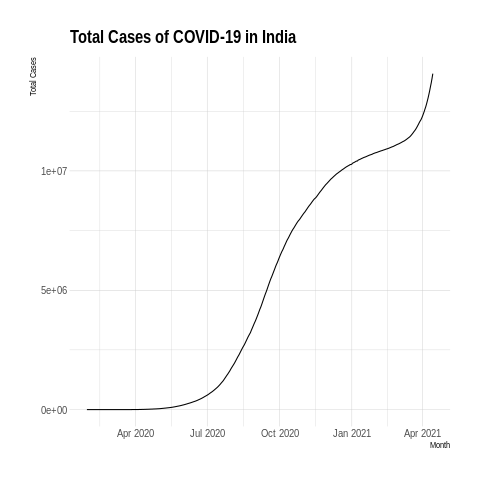 Total Cases of COVID-19 in India
Total Cases
1e+07
5e+06
0e+00
Apr 2020 Jul 2020 Oct 2020 Jan 2021 Apr 2021
Month